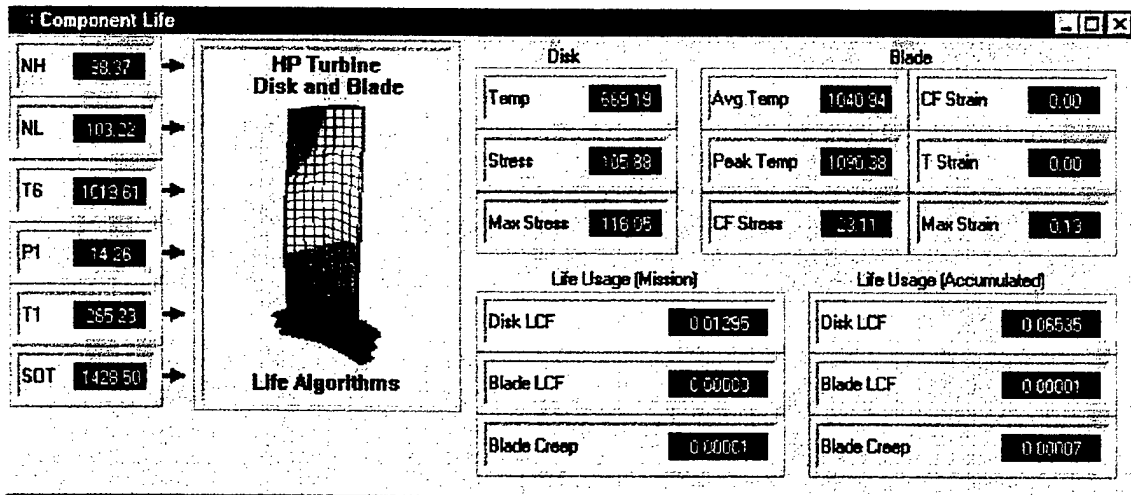 Component Life
NH 98.37
NL 103.22
T6 1013.61
P1 14.26
T1 265.23
SOT 1428.50
HP Turbine
Disk and Blade
Life Algorithms
Disk
Temp 669.19
Stress 105.88
Max Stress 116.05
Blade
Avg Temp 1040.94 CF Strain 0.00
Peak Temp 1090.38 T Strain 0.00
CF Stress 23.11 Max Strain 0.13
Life Usage (Mission)
Disk LCF 0.01295
Blade LCF 0.00000
Blade Creep 0.00001
Life Usage (Accumulated)
Disk LCF 0.06535
Blade LCF 0.00001
Blade Creep 0.00007